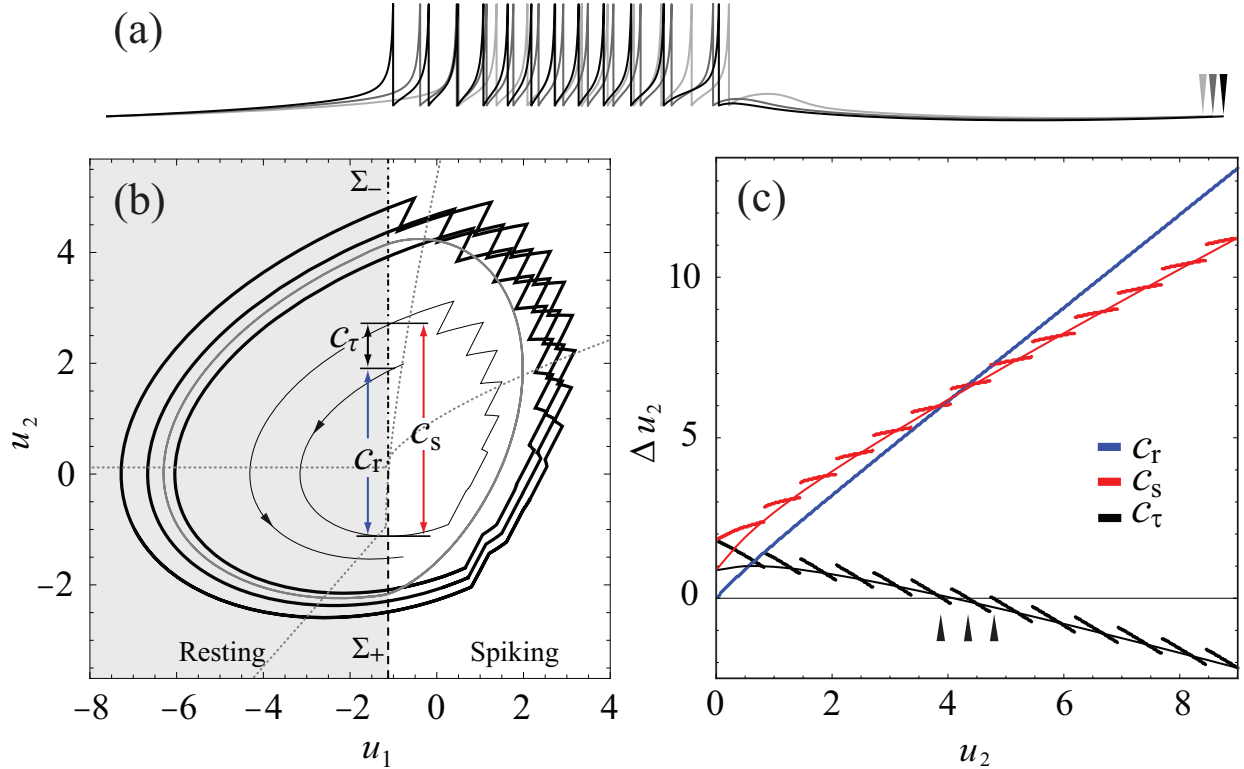 (a)
(b)
Σ₋
u₂
4
2
0
−2
c_τ
c_r
c_s
Resting
Σ₊
Spiking
−8
−6
−4
−2
0
2
4
u₁
(c)
Δu₂
10
5
0
c_r
c_s
c_τ
0
2
4
6
8
u₂